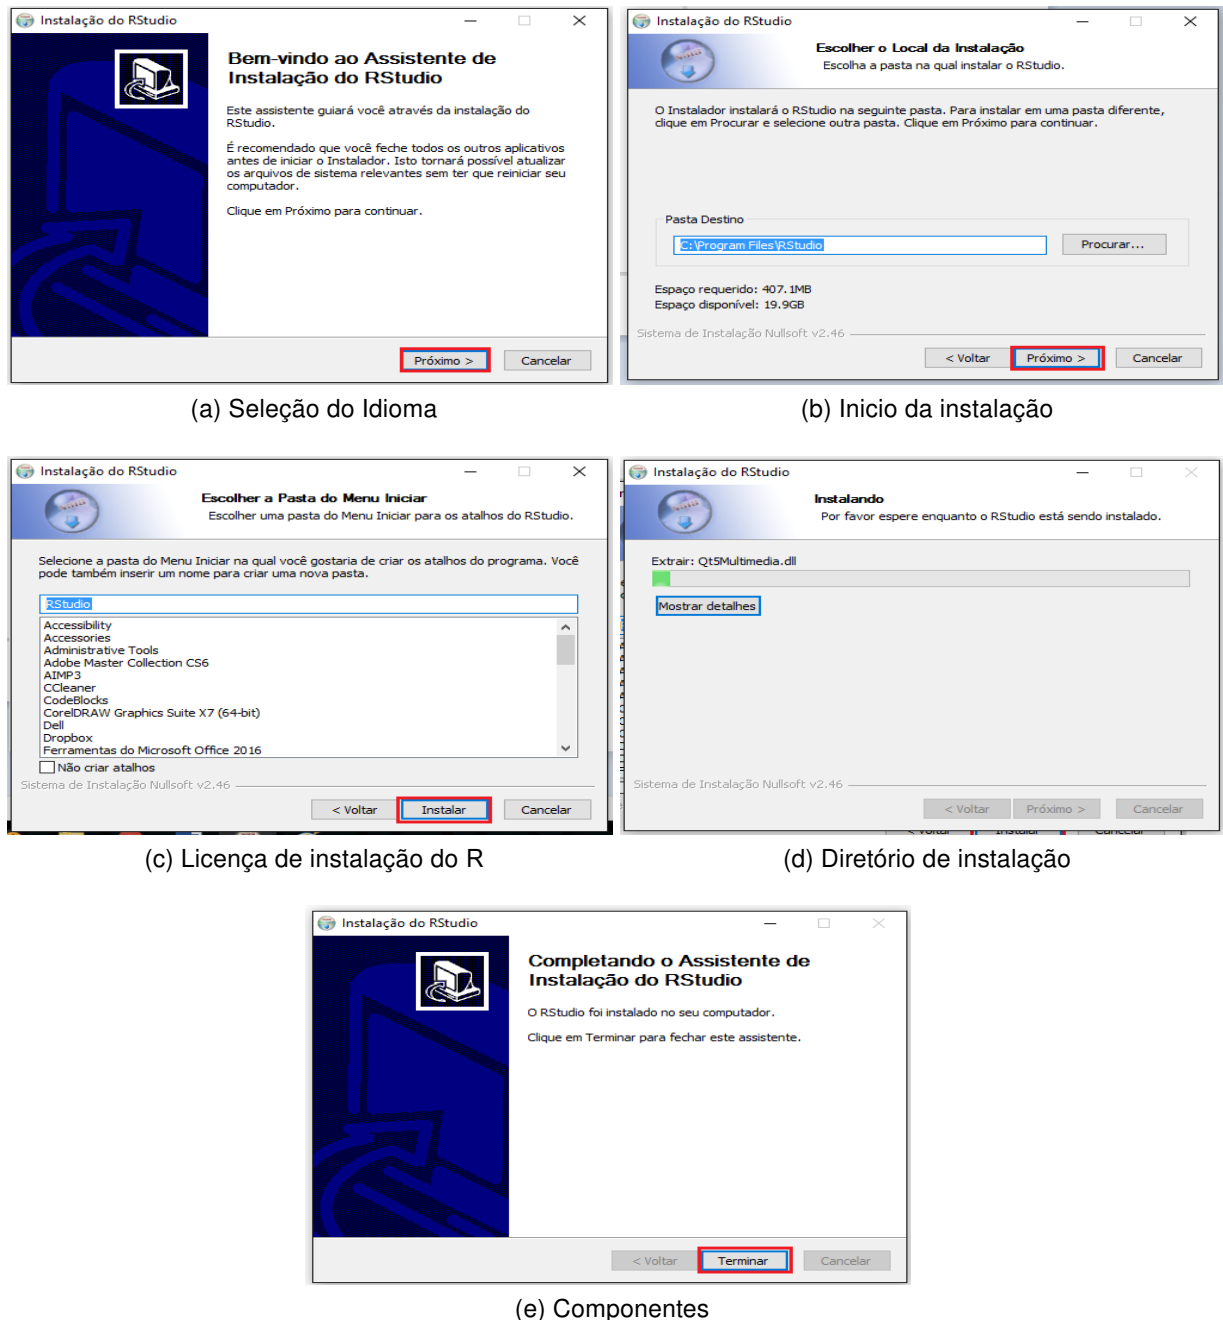 Instalação do RStudio
Bem-vindo ao Assistente de
Instalação do RStudio
Este assistente guiará você através da instalação do
RStudio.
É recomendado que você feche todos os outros aplicativos
antes de iniciar o Instalador. Isto tornará possível atualizar
os arquivos de sistema relevantes sem ter que reiniciar seu
computador.
Clique em Próximo para continuar.
Próximo >
Cancelar
(a) Seleção do Idioma
Instalação do RStudio
Escolher o Local da Instalação
Escolha a pasta na qual instalar o RStudio.
O Instalador instalará o RStudio na seguinte pasta. Para instalar em uma pasta diferente,
clique em Procurar e selecione outra pasta. Clique em Próximo para continuar.
Pasta Destino
C:\Program Files\RStudio
Procurar...
Espaço requerido: 407.1MB
Espaço disponível: 19.9GB
Sistema de Instalação Nullsoft v2.46
< Voltar
Próximo >
Cancelar
(b) Inicio da instalação
Instalação do RStudio
Escolher a Pasta do Menu Iniciar
Escolher uma pasta do Menu Iniciar para os atalhos do RStudio.
Selecione a pasta do Menu Iniciar na qual você gostaria de criar os atalhos do programa. Você
pode também inserir um nome para criar uma nova pasta.
RStudio
Accessibility
Accessories
Administrative Tools
Adobe Master Collection CS6
AIMP3
CCleaner
CodeBlocks
CorelDRAW Graphics Suite X7 (64-bit)
Dell
Dropbox
Ferramentas do Microsoft Office 2016
Não criar atalhos
Sistema de Instalação Nullsoft v2.46
< Voltar
Instalar
Cancelar
(c) Licença de instalação do R
Instalação do RStudio
Instalando
Por favor espere enquanto o RStudio está sendo instalado.
Extrair: Qt5Multimedia.dll
Mostrar detalhes
Sistema de Instalação Nullsoft v2.46
< Voltar
Próximo >
Cancelar
(d) Diretório de instalação
Instalação do RStudio
Completando o Assistente de
Instalação do RStudio
O RStudio foi instalado no seu computador.
Clique em Terminar para fechar este assistente.
< Voltar
Terminar
Cancelar
(e) Componentes